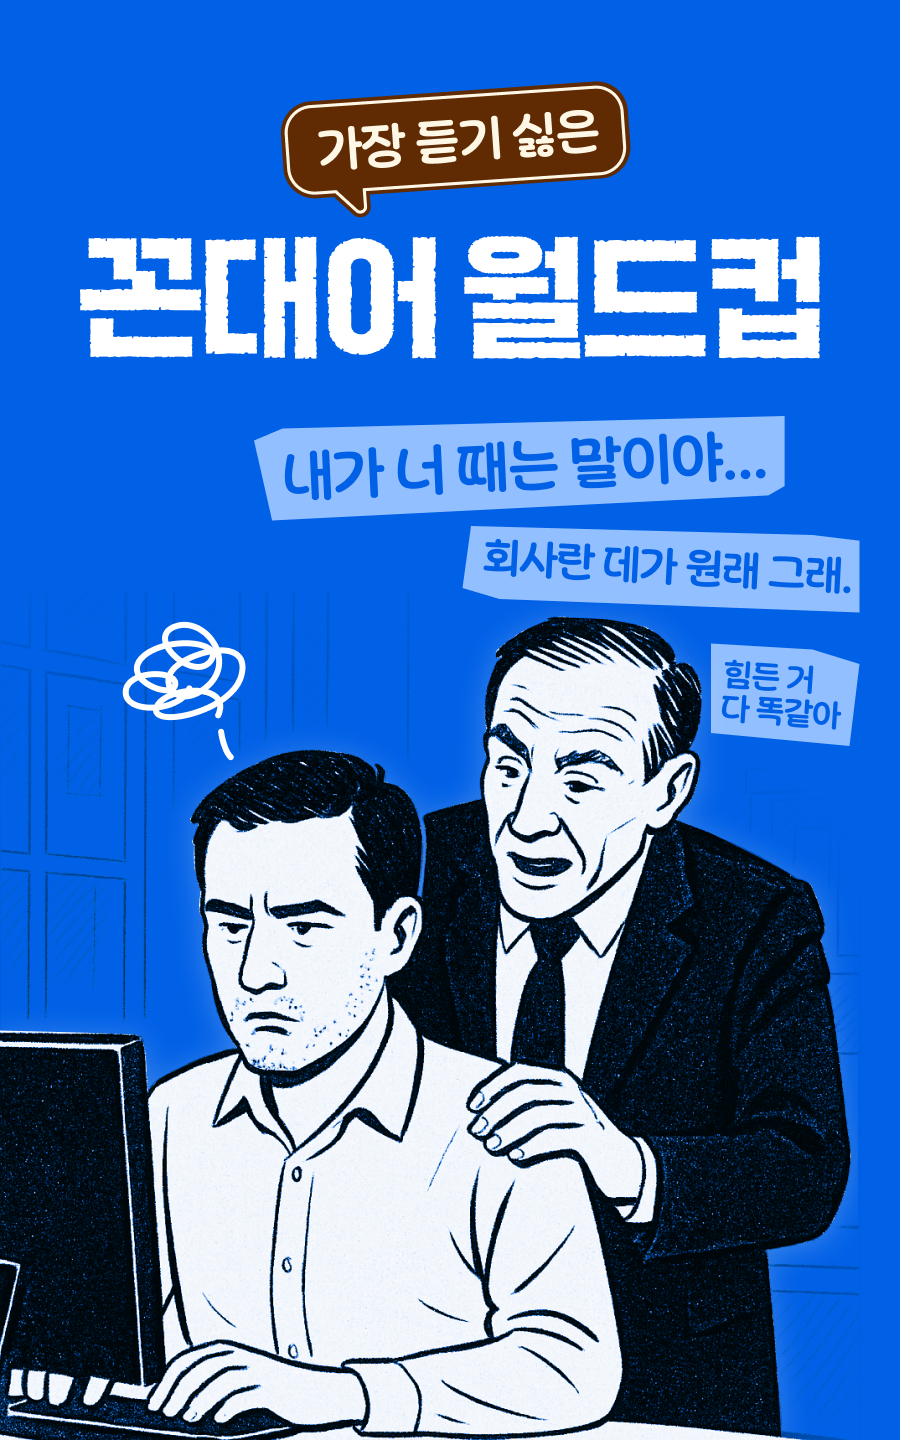 가장 듣기 싫은
꼰대어 월드컵
내가 너 때는 말이야...
회사란 데가 원래 그래.
힘든 거
다 똑같아